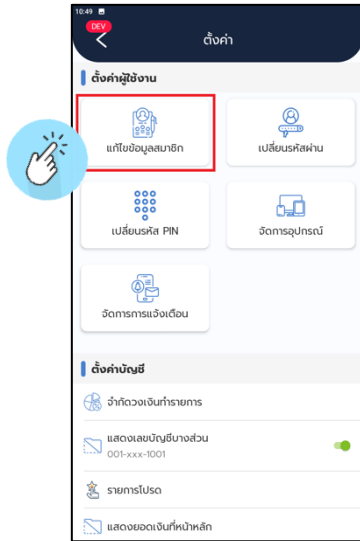 10:49
DEV
ตั้งค่า
ตั้งค่าผู้ใช้งาน
แก้ไขข้อมูลสมาชิก
เปลี่ยนรหัสผ่าน
เปลี่ยนรหัส PIN
จัดการอุปกรณ์
จัดการการแจ้งเตือน
ตั้งค่าบัญชี
จำกัดวงเงินทำรายการ
แสดงเลขบัญชีบางส่วน
001-xxx-1001
รายการโปรด
แสดงยอดเงินที่หน้าหลัก